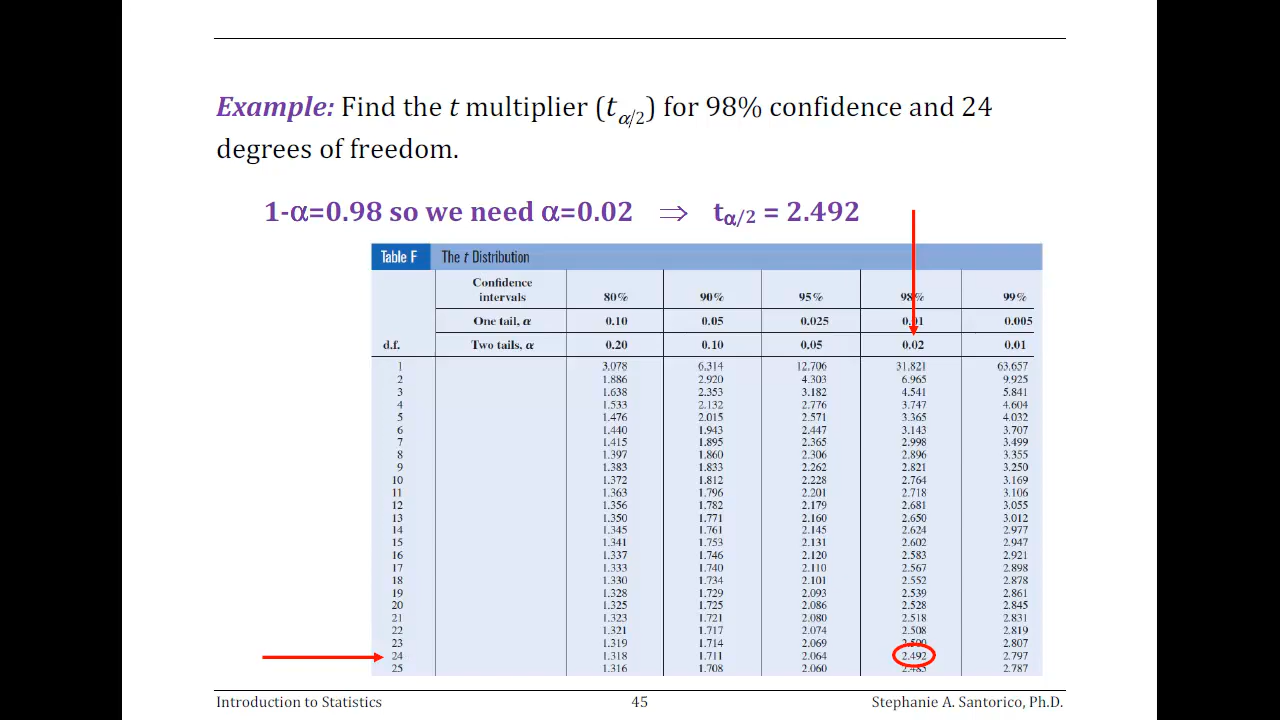 Example: Find the t multiplier (tα/2) for 98% confidence and 24
degrees of freedom.
1-α=0.98 so we need α=0.02 ⇒ tα/2 = 2.492
Table F The t Distribution
Confidence
intervals 80% 90% 95% 98% 99%
One tail, α 0.10 0.05 0.025 0.01 0.005
d.f. Two tails, α 0.20 0.10 0.05 0.02 0.01
1 3.078 6.314 12.706 31.821 63.657
2 1.886 2.920 4.303 6.965 9.925
3 1.638 2.353 3.182 4.541 5.841
4 1.533 2.132 2.776 3.747 4.604
5 1.476 2.015 2.571 3.365 4.032
6 1.440 1.943 2.447 3.143 3.707
7 1.415 1.895 2.365 2.998 3.499
8 1.397 1.860 2.306 2.896 3.355
9 1.383 1.833 2.262 2.821 3.250
10 1.372 1.812 2.228 2.764 3.169
11 1.363 1.796 2.201 2.718 3.106
12 1.356 1.782 2.179 2.681 3.055
13 1.350 1.771 2.160 2.650 3.012
14 1.345 1.761 2.145 2.624 2.977
15 1.341 1.753 2.131 2.602 2.947
16 1.337 1.746 2.120 2.583 2.921
17 1.333 1.740 2.110 2.567 2.898
18 1.330 1.734 2.101 2.552 2.878
19 1.328 1.729 2.093 2.539 2.861
20 1.325 1.725 2.086 2.528 2.845
21 1.323 1.721 2.080 2.518 2.831
22 1.321 1.717 2.074 2.508 2.819
23 1.319 1.714 2.069 2.500 2.807
24 1.318 1.711 2.064 2.492 2.797
25 1.316 1.708 2.060 2.485 2.787
Introduction to Statistics 45 Stephanie A. Santorico, Ph.D.